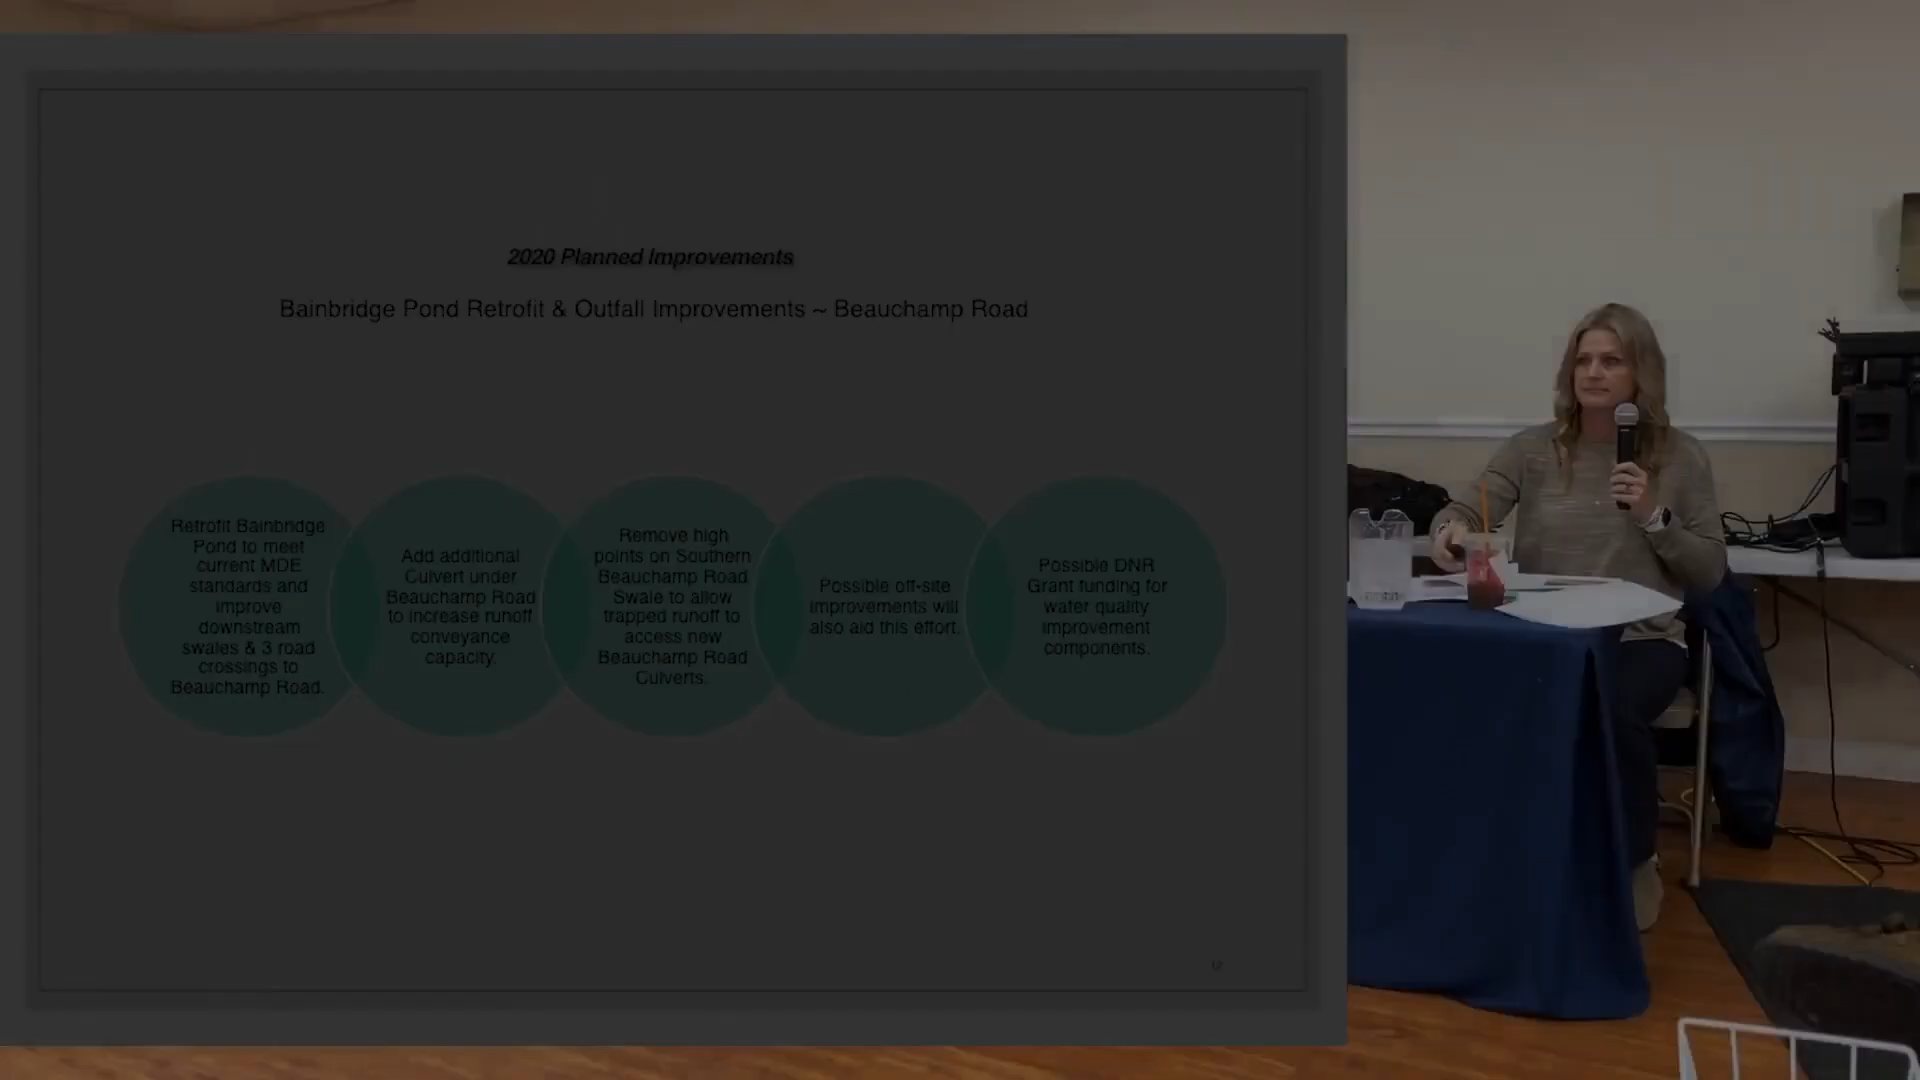 2020 Planned Improvements
Bainbridge Pond Retrofit & Outfall Improvements ~ Beauchamp Road
Retrofit Bainbridge
Pond to meet
current MDE
standards and
improve
downstream
swales & 3 road
crossings to
Beauchamp Road.
Add additional
Culvert under
Beauchamp Road
to increase runoff
conveyance
capacity.
Remove high
points on Southern
Beauchamp Road
Swale to allow
trapped runoff to
access new
Beauchamp Road
Culverts.
Possible off-site
improvements will
also aid this effort.
Possible DNR
Grant funding for
water quality
improvement
components.